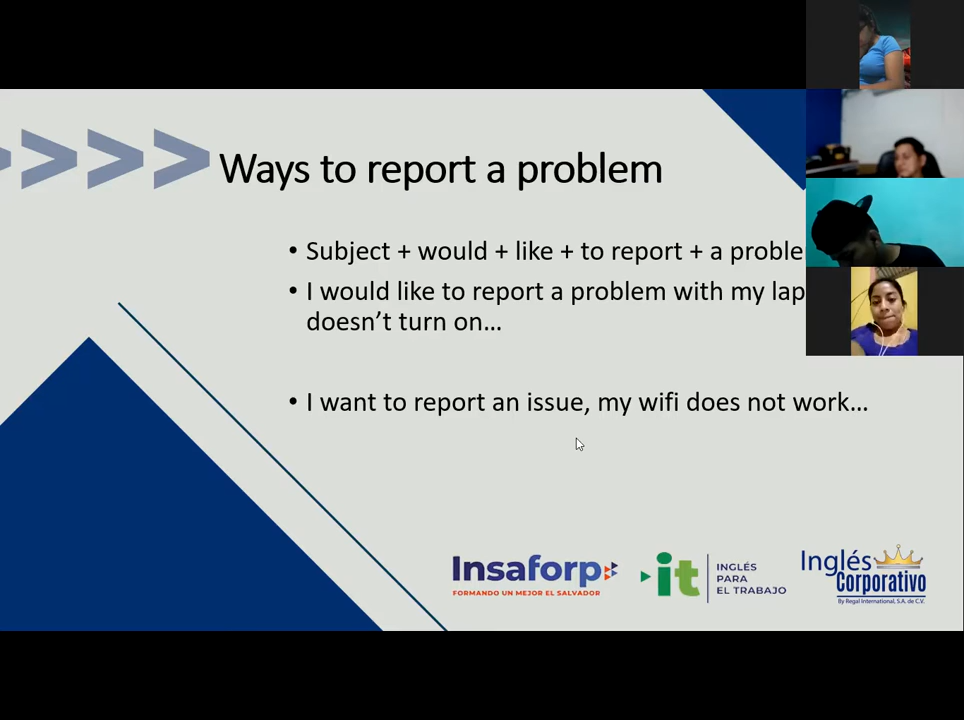 Ways to report a problem
• Subject + would + like + to report + a proble
• I would like to report a problem with my lap
doesn't turn on…
• I want to report an issue, my wifi does not work…
Insaforp
FORMANDO UN MEJOR EL SALVADOR
it
INGLÉS
PARA
EL TRABAJO
Inglés
Corporativo
By Regal International, S.A. de C.V.